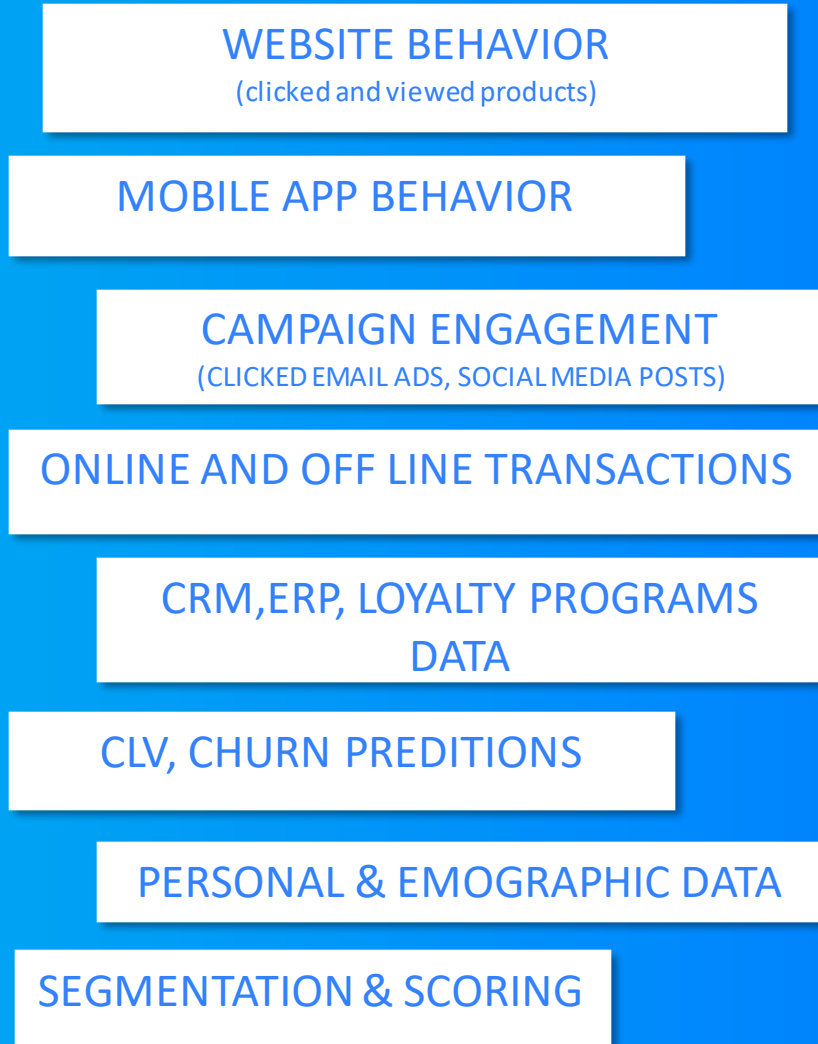 WEBSITE BEHAVIOR
(clicked and viewed products)
MOBILE APP BEHAVIOR
CAMPAIGN ENGAGEMENT
(CLICKED EMAIL ADS, SOCIAL MEDIA POSTS)
ONLINE AND OFF LINE TRANSACTIONS
CRM,ERP, LOYALTY PROGRAMS
DATA
CLV, CHURN PREDITIONS
PERSONAL & EMOGRAPHIC DATA
SEGMENTATION & SCORING